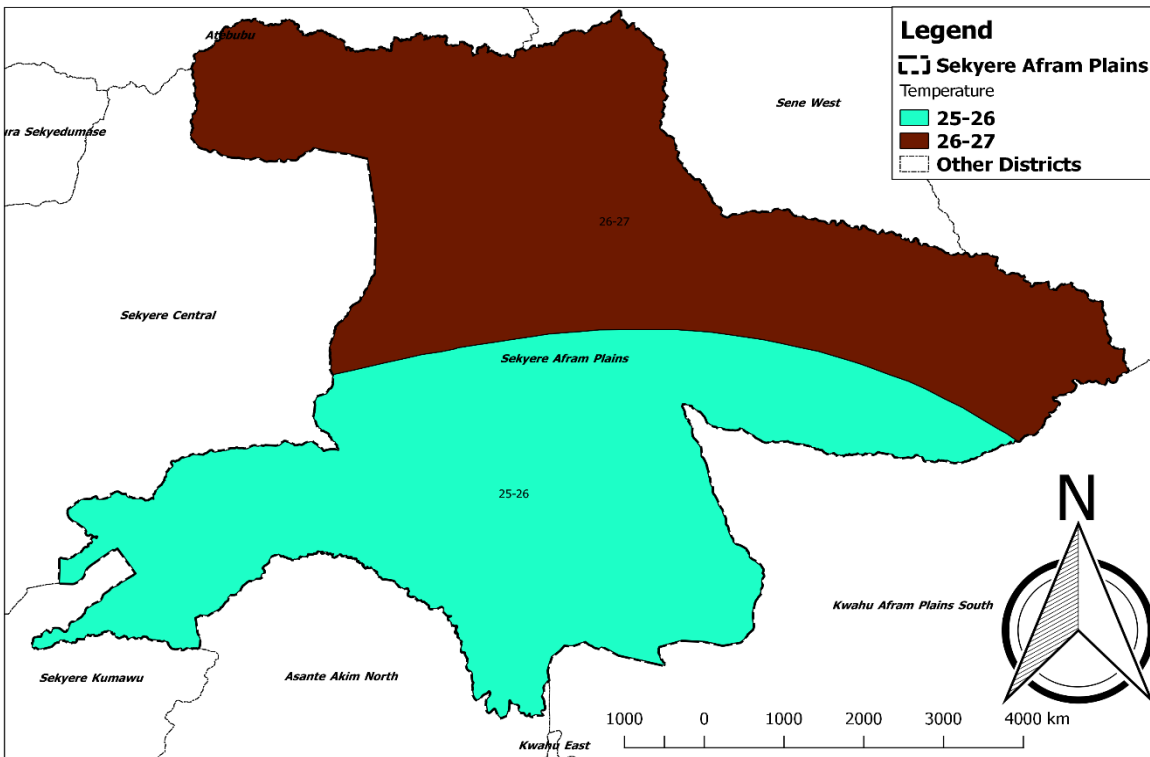 Atebubu
Legend
Sekyere Afram Plains
Temperature
25-26
26-27
Other Districts
Sene West
ura Sekyedumase
26-27
Sekyere Central
Sekyere Afram Plains
25-26
N
Kwahu Afram Plains South
Sekyere Kumawu
Asante Akim North
1000 0 1000 2000 3000 4000 km
Kwahu East